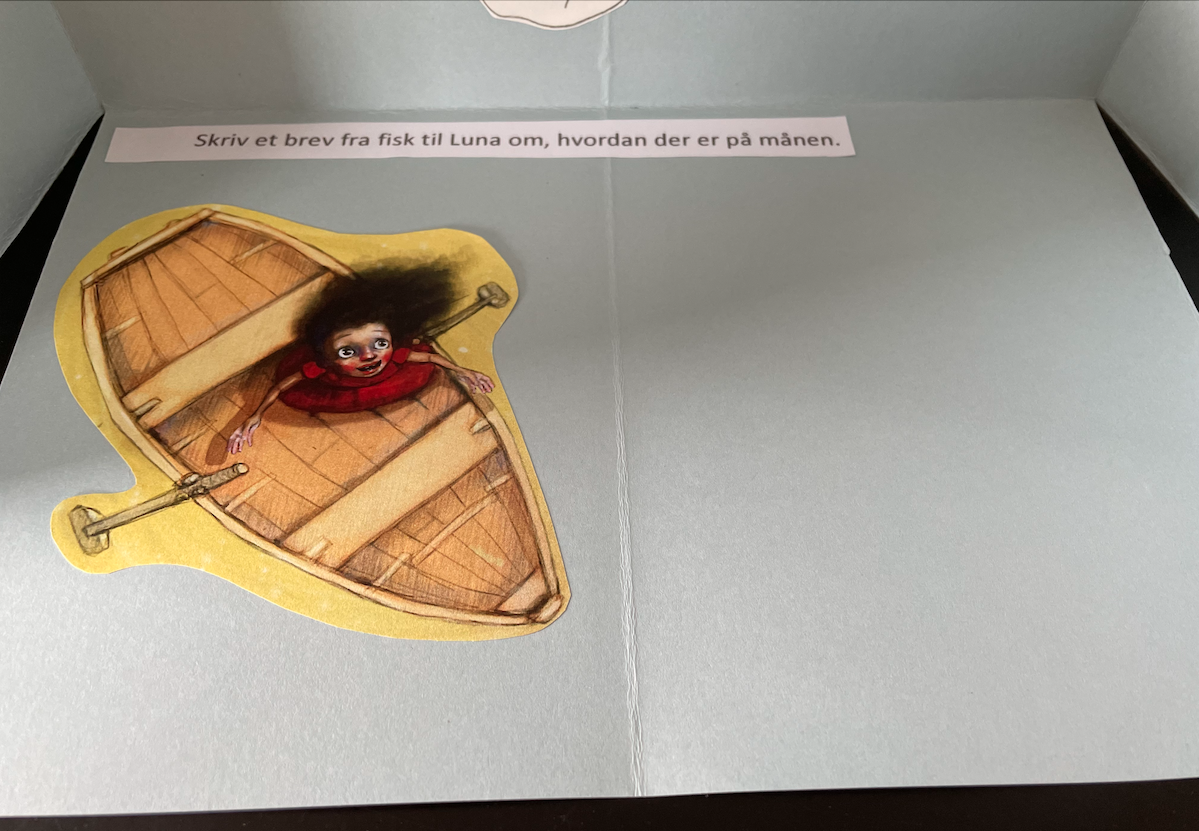 Skriv et brev fra fisk til Luna om, hvordan der er på månen.